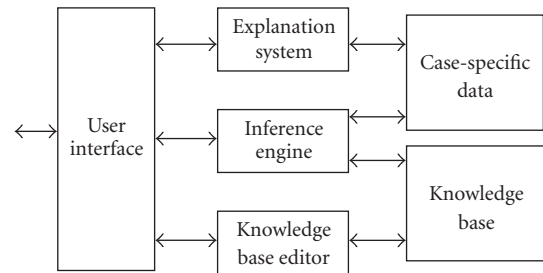 Explanation
system
Case-specific
data
User
interface
Inference
engine
Knowledge
base
Knowledge
base editor